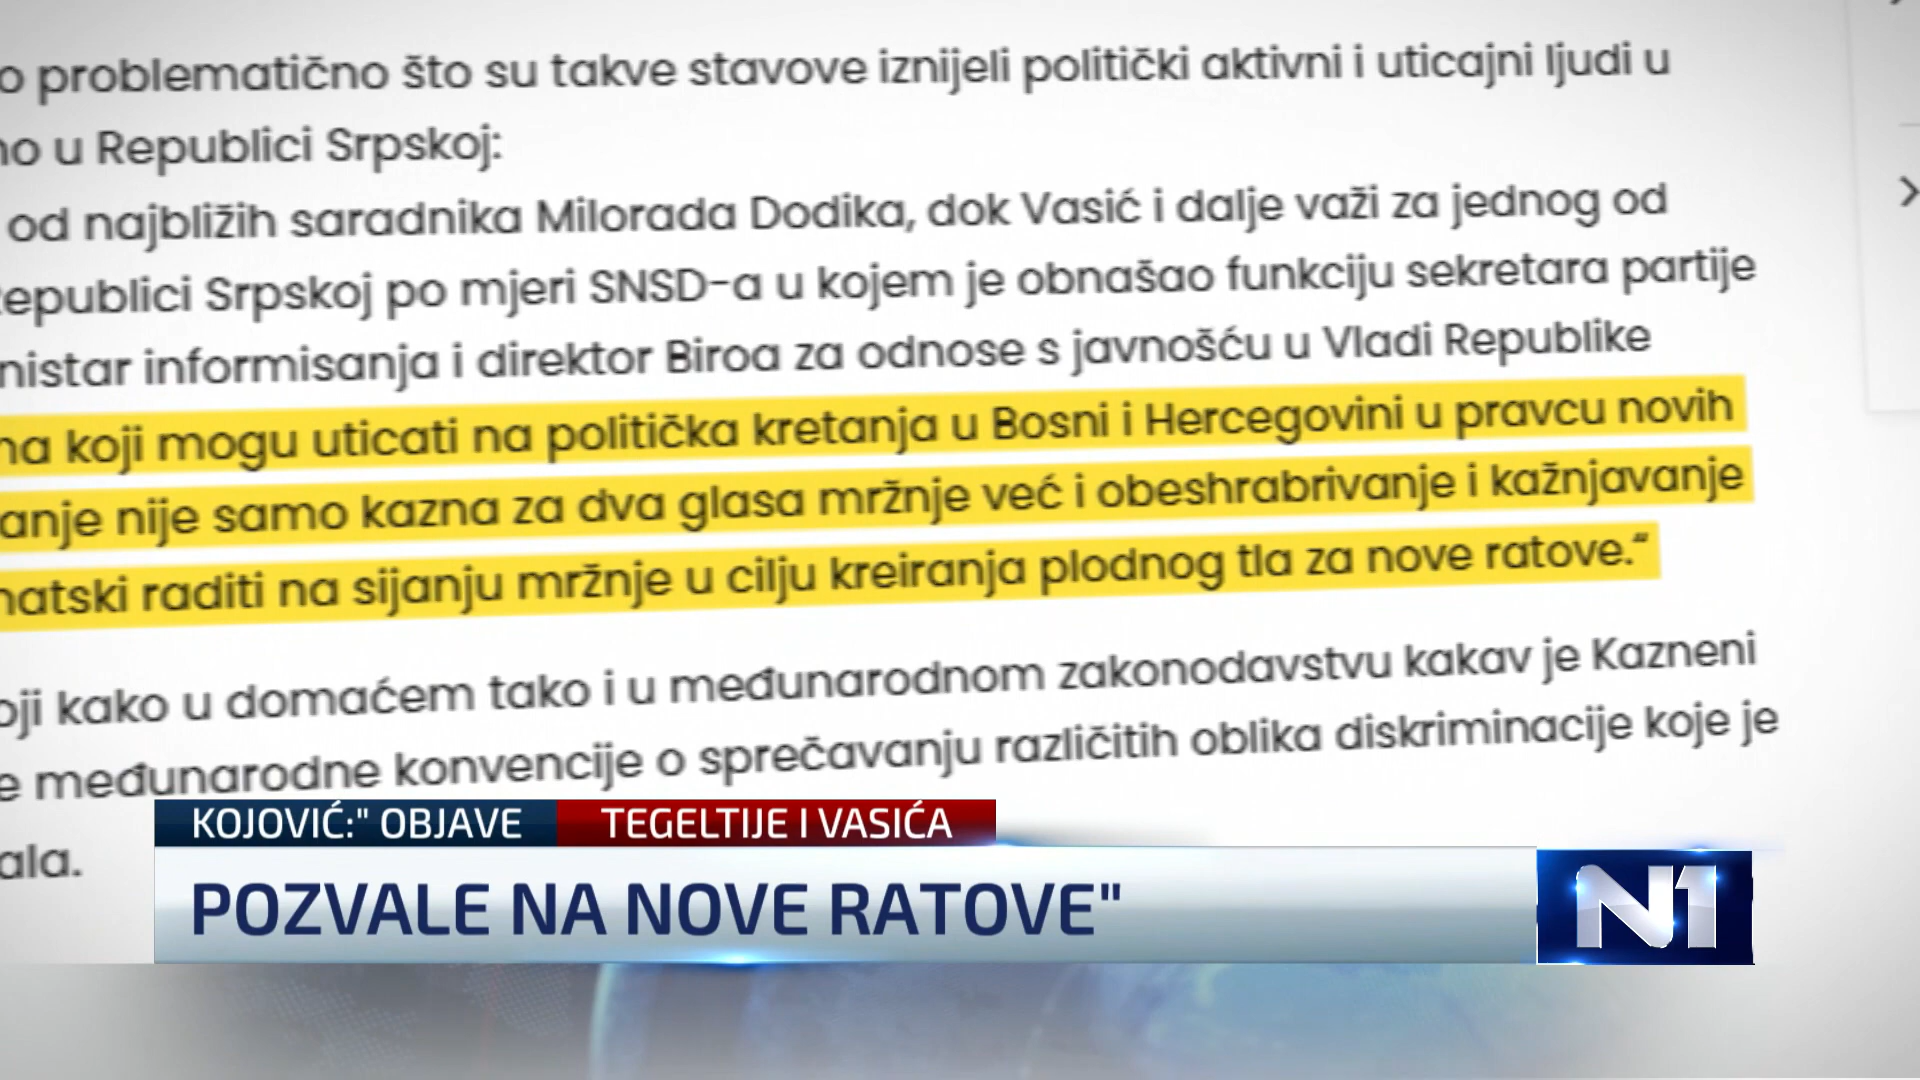 o problematično što su takve stavove iznijeli politički aktivni i uticajni ljudi u
no u Republici Srpskoj:
od najbližih saradnika Milorada Dodika, dok Vasić i dalje važi za jednog od
Republici Srpskoj po mjeri SNSD-a u kojem je obnašao funkciju sekretara partije
nistar informisanja i direktor Biroa za odnose s javnošću u Vladi Republike
ma koji mogu uticati na politička kretanja u Bosni i Hercegovini u pravcu novih
anje nije samo kazna za dva glasa mržnje već i obeshrabrivanje i kažnjavanje
matski raditi na sijanju mržnje u cilju kreiranja plodnog tla za nove ratove.“
oji kako u domaćem tako i u međunarodnom zakonodavstvu kakav je Kazneni
e međunarodne konvencije o sprečavanju različitih oblika diskriminacije koje je
ala.
KOJOVIĆ:" OBJAVE TEGELTIJE I VASIĆA
POZVALE NA NOVE RATOVE"
N1